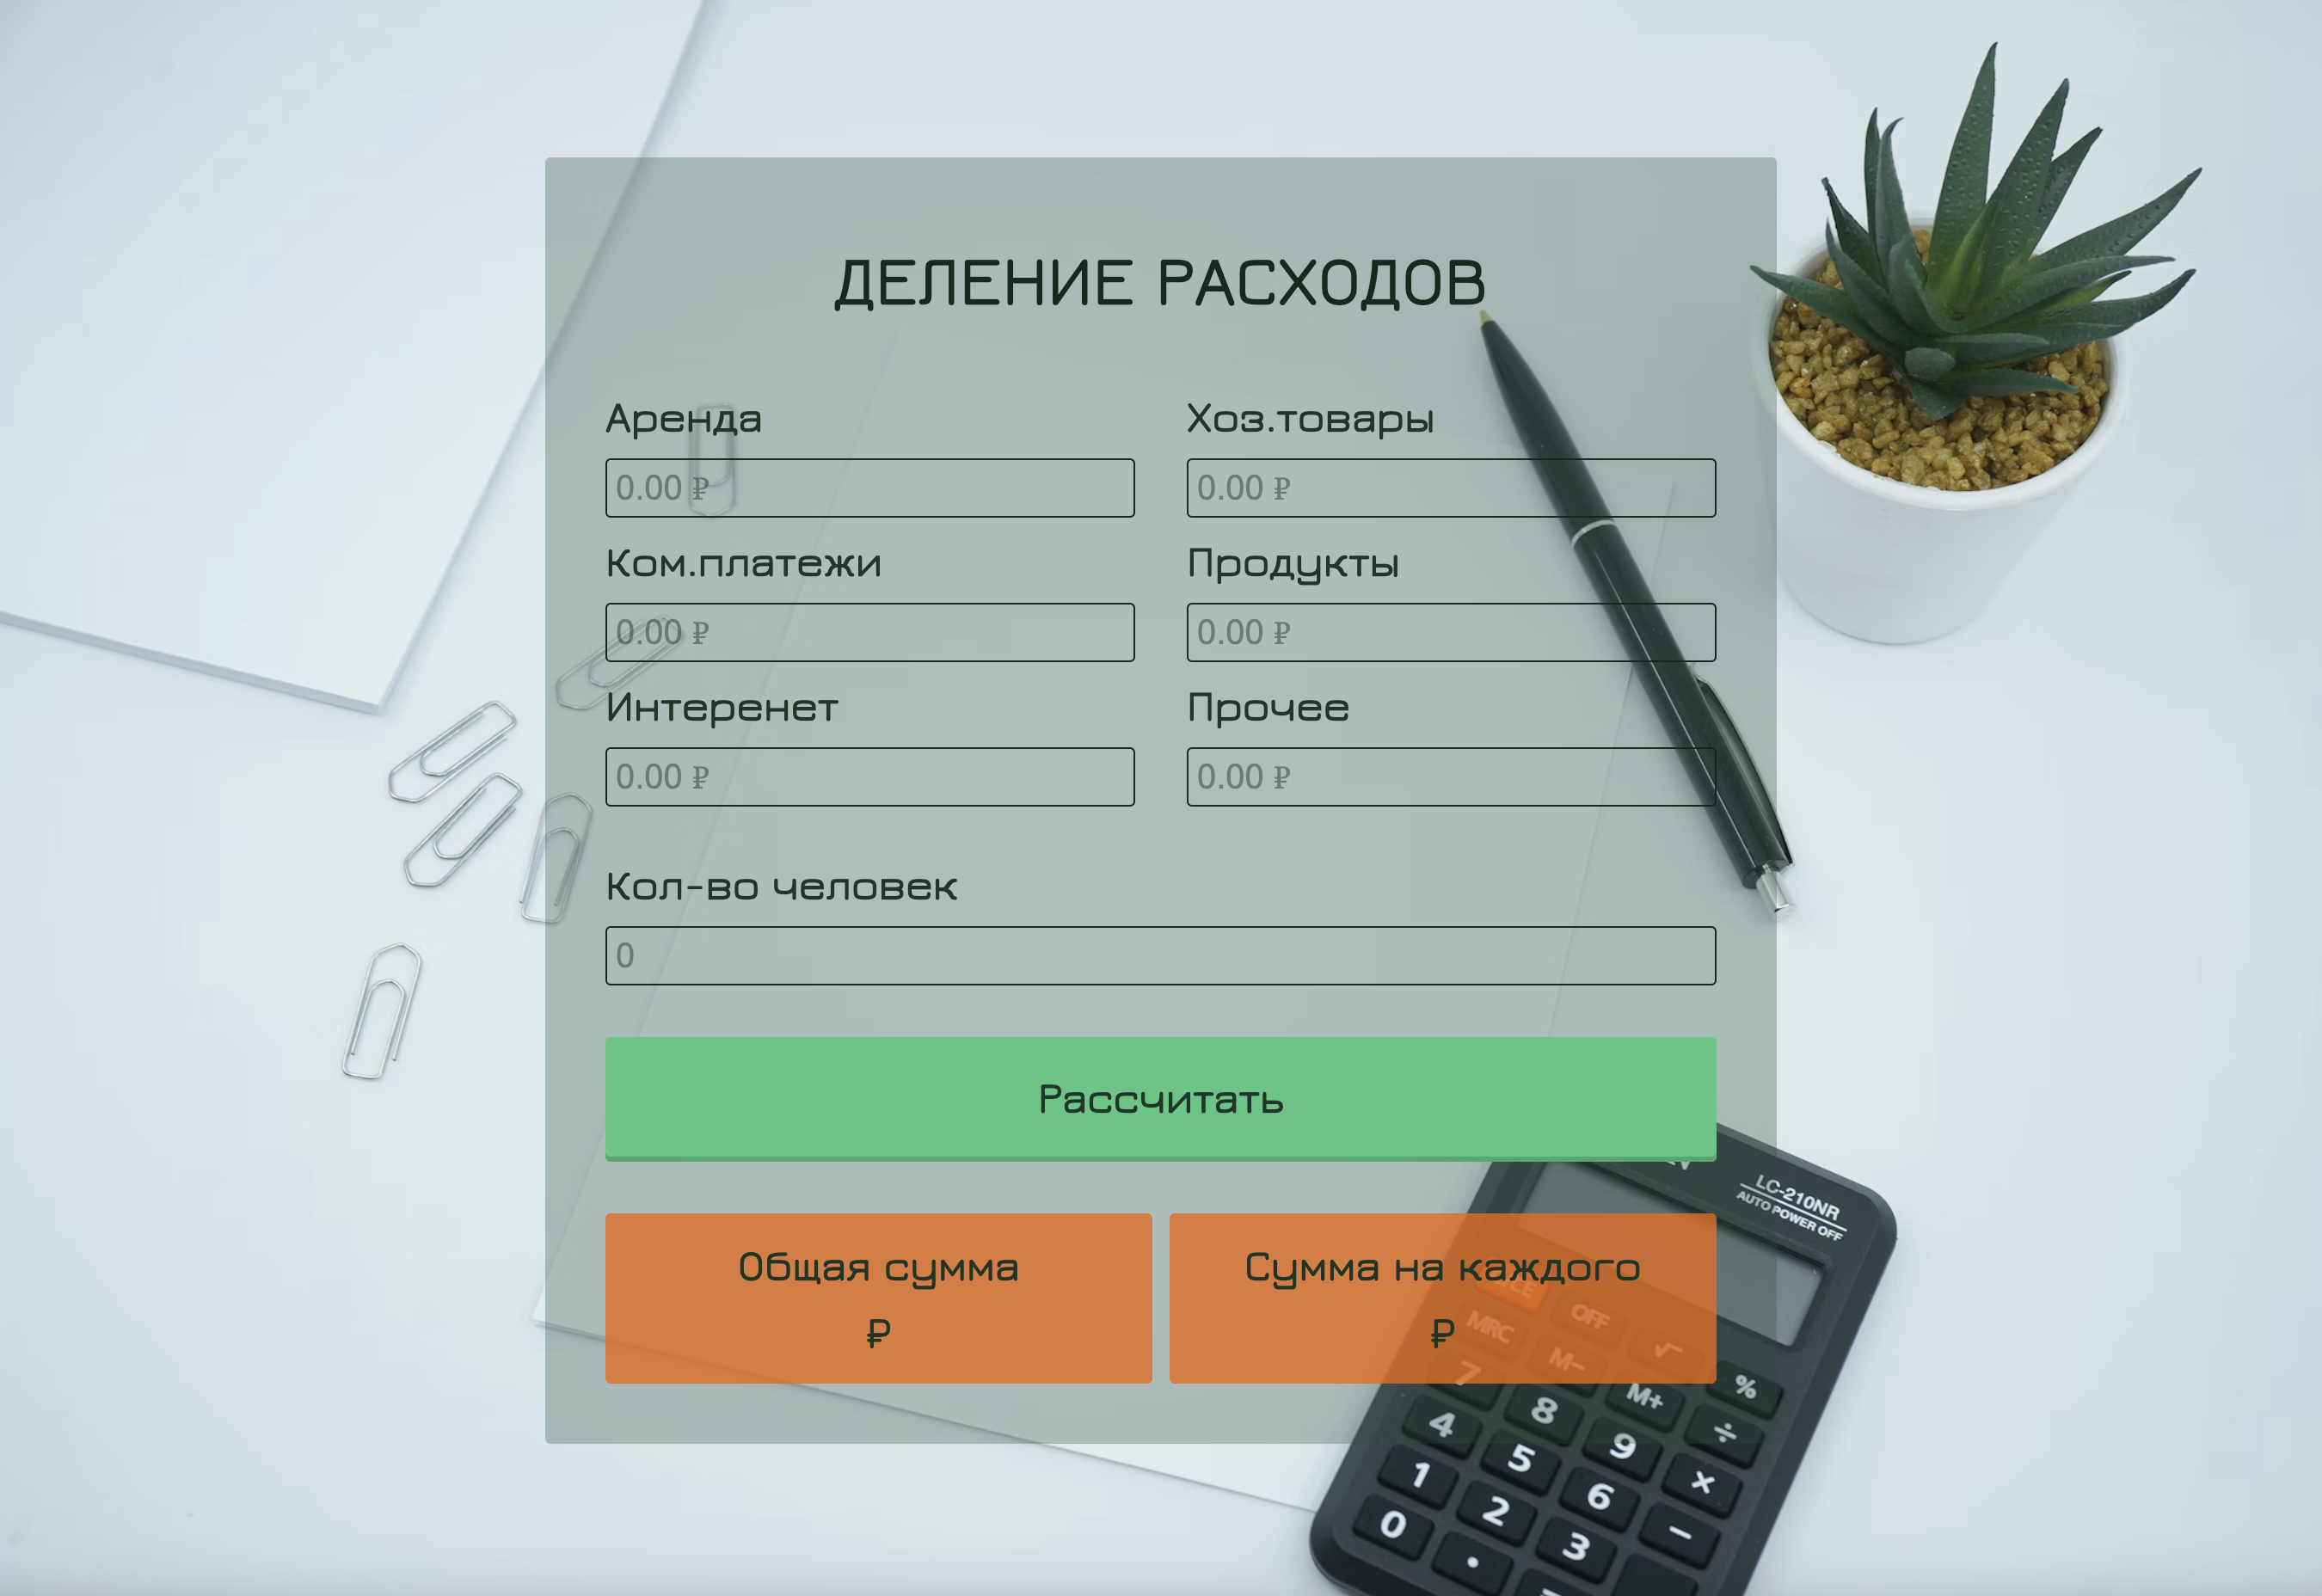 ДЕЛЕНИЕ РАСХОДОВ
Аренда
Хоз.товары
0.00 ₽
0.00 ₽
Ком.платежи
Продукты
0.00 ₽
0.00 ₽
Интеренет
Прочее
0.00 ₽
0.00 ₽
Кол-во человек
0
Рассчитать
LC-210NR
AUTO POWER OFF
Общая сумма
₽
Сумма на каждого
₽
OFF
MRC M- √
7 8 M+ %
4 5 9 ÷
1 2 6 ×
0 . 3 −